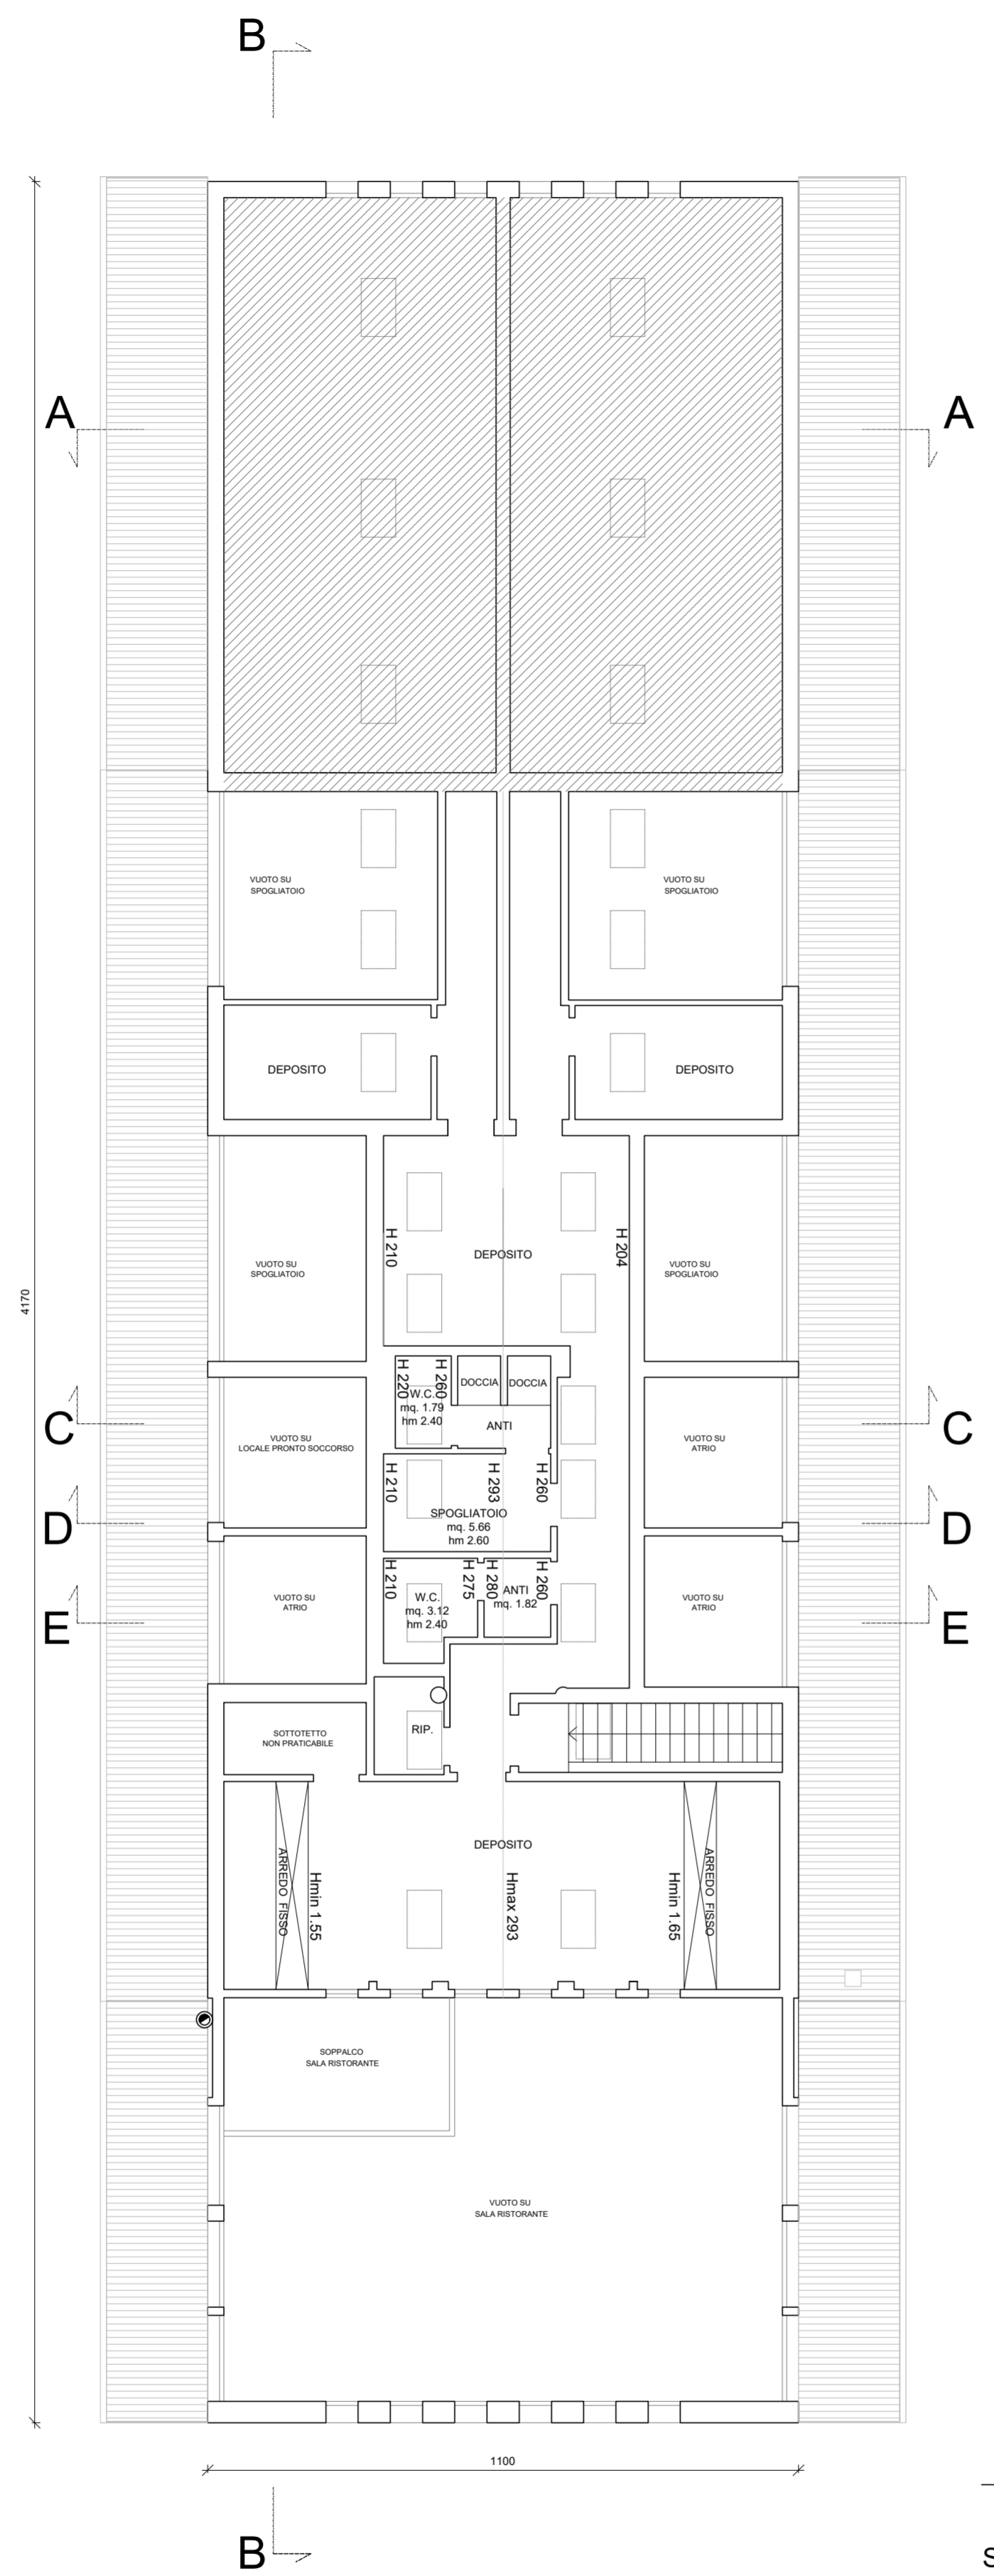 B
A
A
VUOTO SU
SPOGLIATOIO
VUOTO SU
SPOGLIATOIO
DEPOSITO
DEPOSITO
H 210
DEPOSITO
H 204
VUOTO SU
SPOGLIATOIO
VUOTO SU
SPOGLIATOIO
4170
H 220
H 260
W.C.
mq. 1.79
hm 2.40
DOCCIA
DOCCIA
ANTI
C
C
VUOTO SU
LOCALE PRONTO SOCCORSO
VUOTO SU
ATRIO
H 210
H 293
H 260
SPOGLIATOIO
mq. 5.66
hm 2.60
D
D
H 210
H 275
H 280
H 260
W.C.
mq. 3.12
hm 2.40
ANTI
mq. 1.82
VUOTO SU
ATRIO
VUOTO SU
ATRIO
E
E
RIP.
SOTTOTETTO
NON PRATICABILE
DEPOSITO
ARREDO FISSO
Hmin 1.55
Hmax 293
Hmin 1.65
ARREDO FISSO
SOPPALCO
SALA RISTORANTE
VUOTO SU
SALA RISTORANTE
1100
B
S